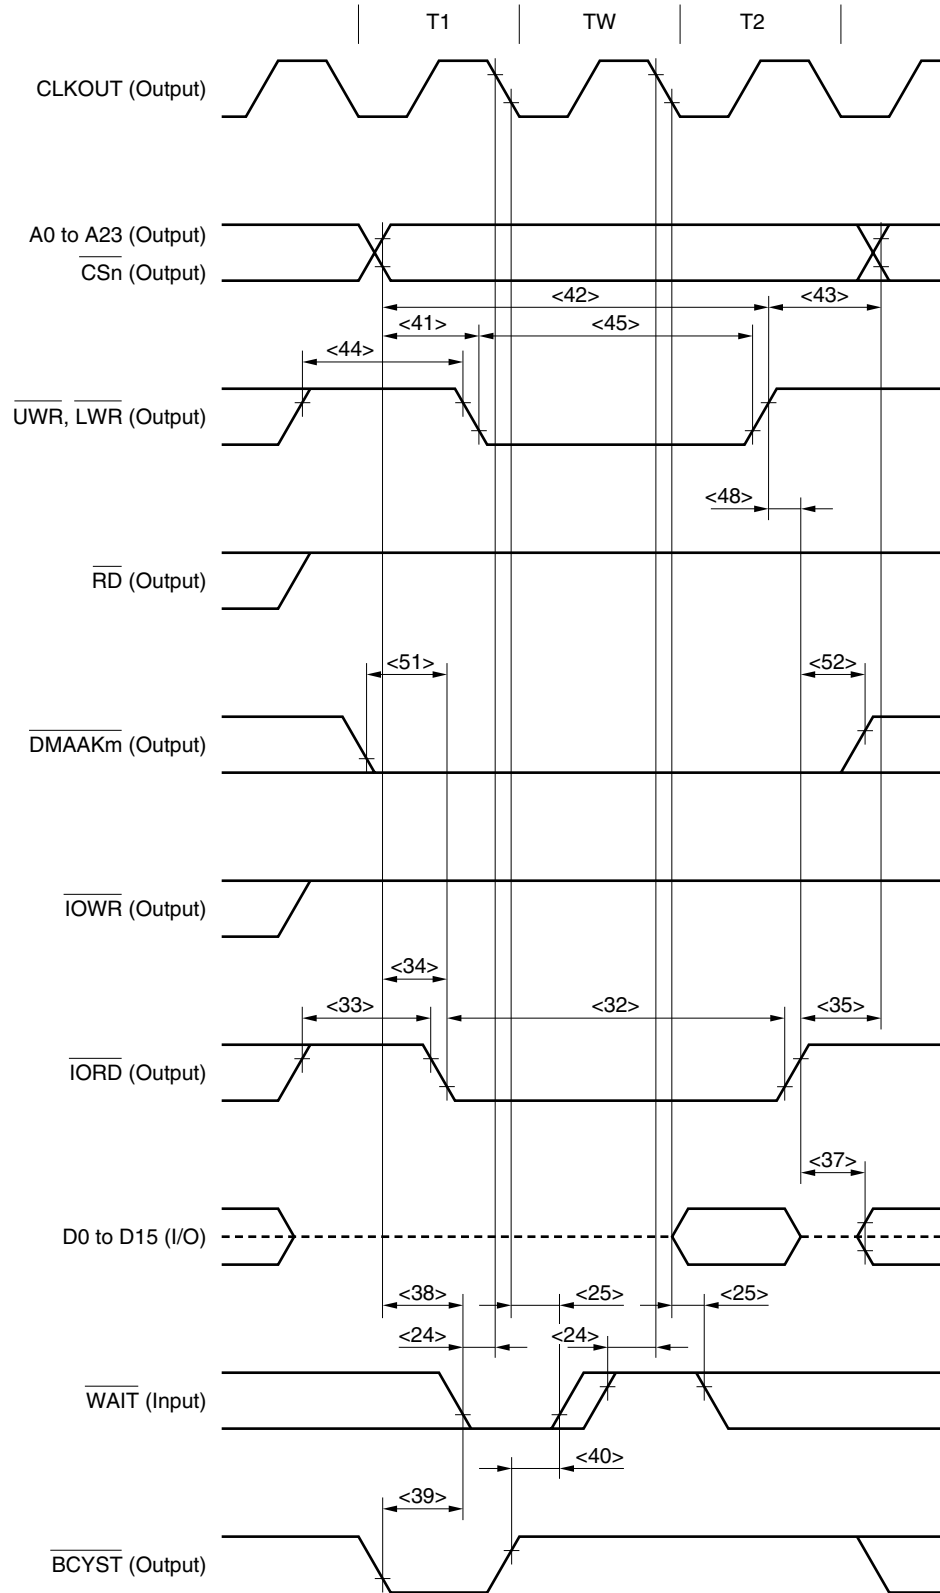 T1 TW T2
CLKOUT (Output)
A0 to A23 (Output)
CSn (Output)
<42> <43>
<41> <45>
<44>
UWR, LWR (Output)
<48>
RD (Output)
<51> <52>
DMAAKm (Output)
IOWR (Output)
<34>
<33> <32> <35>
IORD (Output)
<37>
D0 to D15 (I/O)
<38> <25> <25>
<24> <24>
WAIT (Input)
<40>
<39>
BCYST (Output)